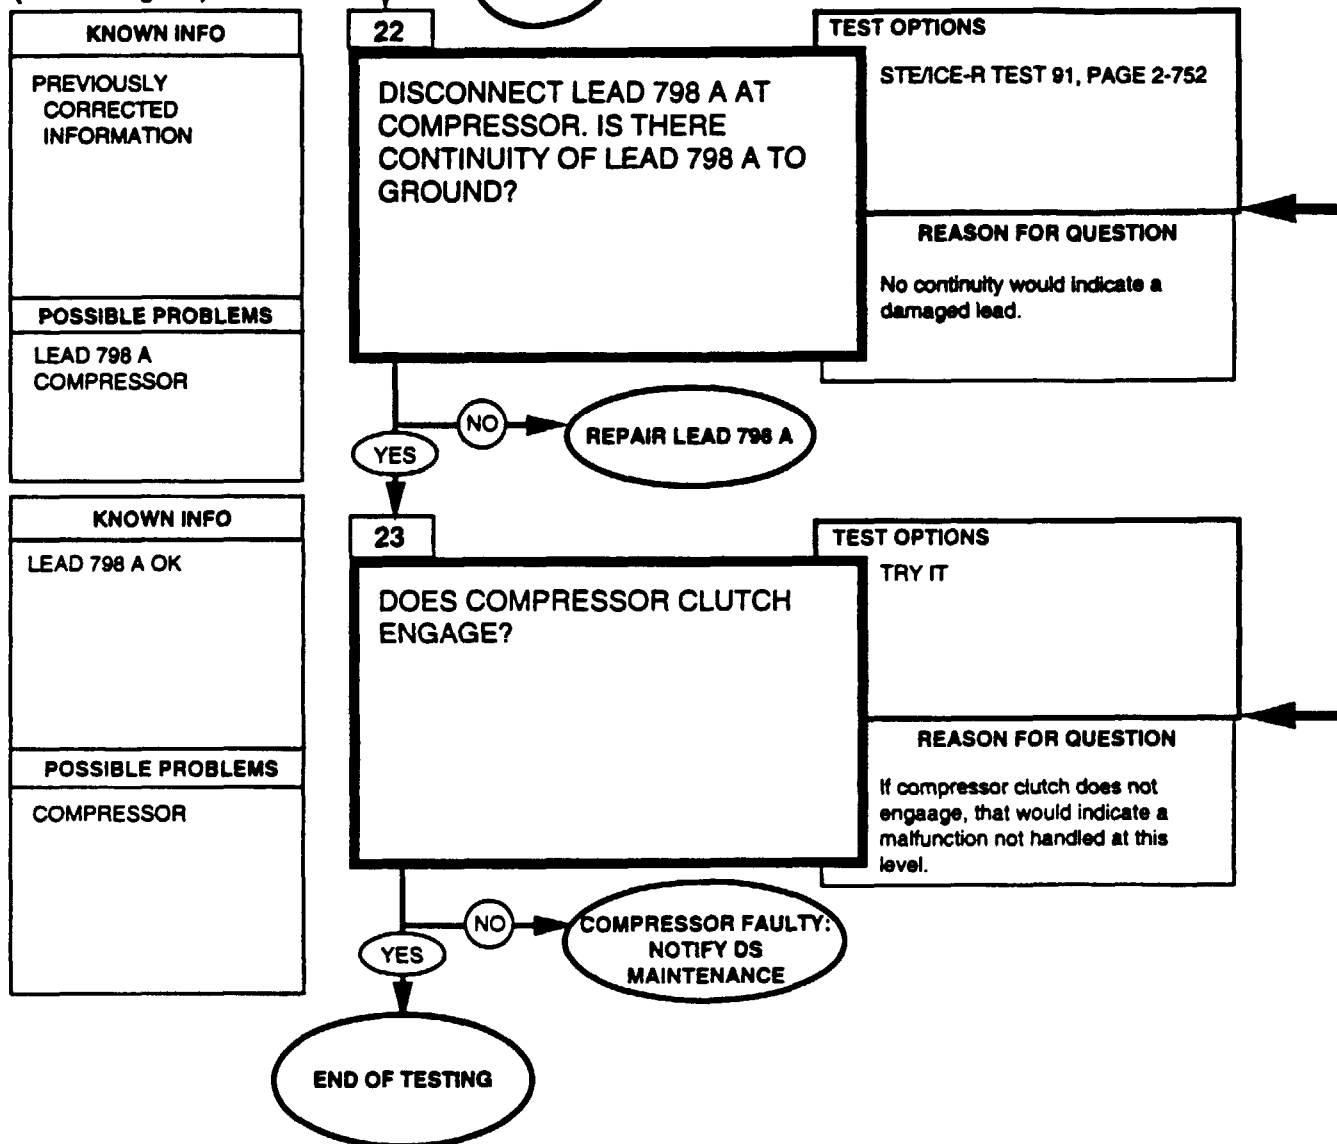 KNOWN INFO
PREVIOUSLY
CORRECTED
INFORMATION
POSSIBLE PROBLEMS
LEAD 798 A
COMPRESSOR
22
DISCONNECT LEAD 798 A AT
COMPRESSOR. IS THERE
CONTINUITY OF LEAD 798 A TO
GROUND?
TEST OPTIONS
STE/ICE-R TEST 91, PAGE 2-752
REASON FOR QUESTION
No continuity would indicate a
damaged lead.
NO
REPAIR LEAD 798 A
YES
KNOWN INFO
LEAD 798 A OK
POSSIBLE PROBLEMS
COMPRESSOR
23
DOES COMPRESSOR CLUTCH
ENGAGE?
TEST OPTIONS
TRY IT
REASON FOR QUESTION
If compressor clutch does not
engaage, that would indicate a
malfunction not handled at this
level.
NO
COMPRESSOR FAULTY:
NOTIFY DS
MAINTENANCE
YES
END OF TESTING